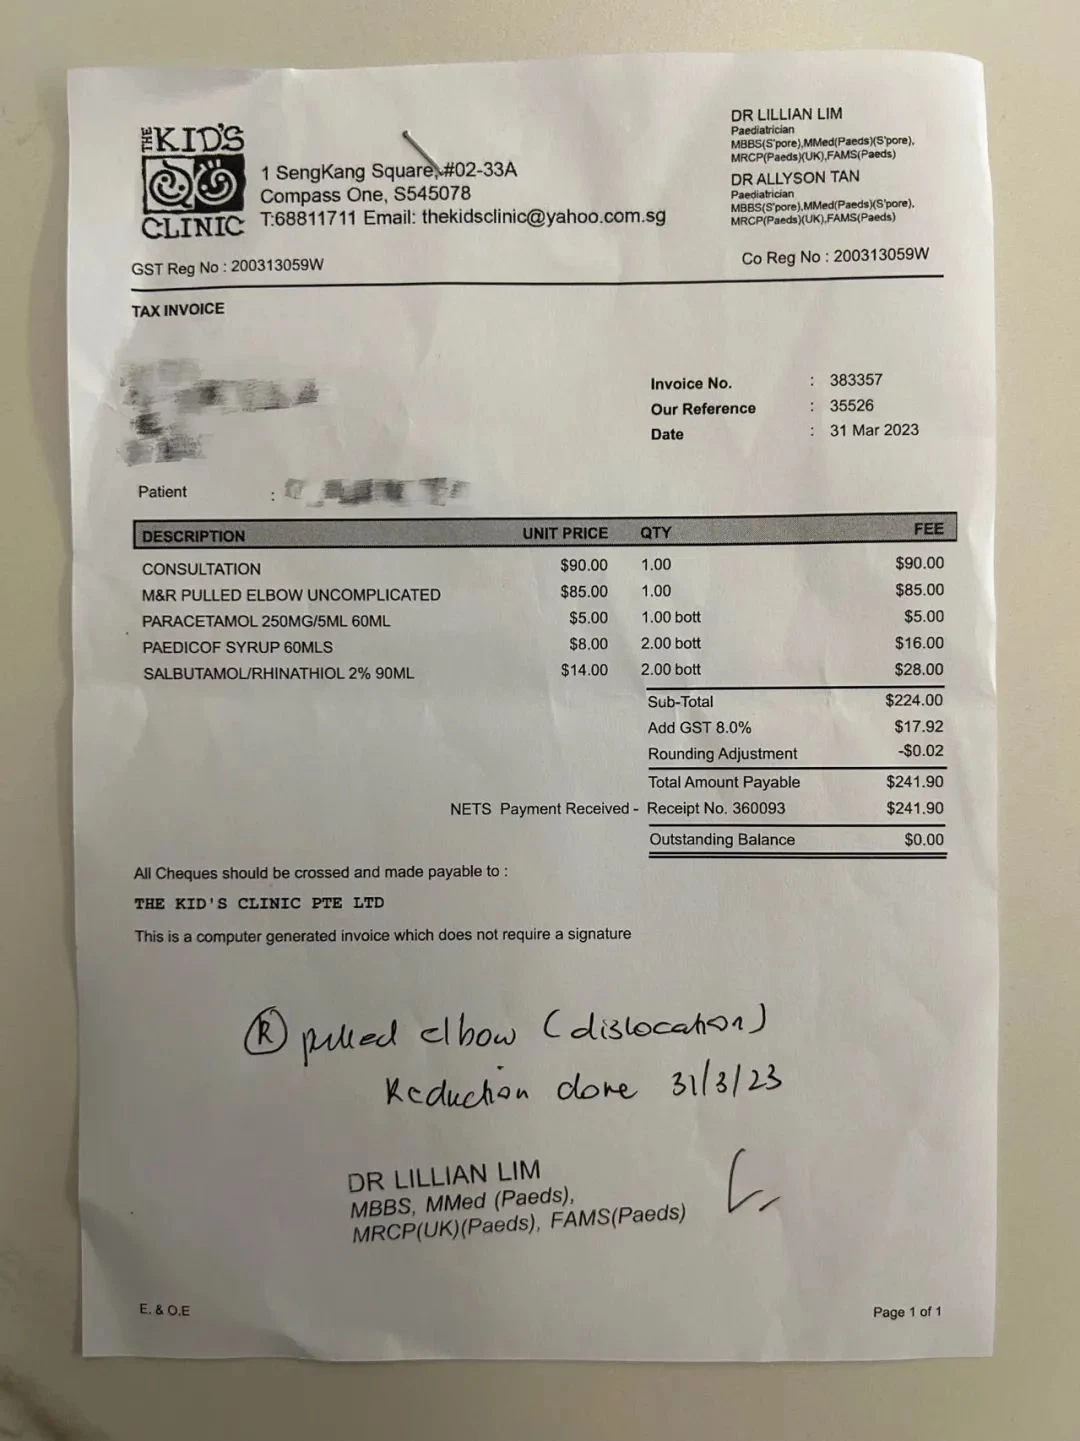 THE KID'S CLINIC
1 SengKang Square, #02-33A
Compass One, S545078
T:68811711 Email: thekidsclinic@yahoo.com.sg
DR LILLIAN LIM
Paediatrician
MBBS(S'pore),MMed(Paeds)(S'pore),
MRCP(Paeds)(UK),FAMS(Paeds)
DR ALLYSON TAN
Paediatrician
MBBS(S'pore),MMed(Paeds)(S'pore),
MRCP(Paeds)(UK),FAMS(Paeds)
GST Reg No : 200313059W
Co Reg No : 200313059W
TAX INVOICE
Invoice No. : 383357
Our Reference : 35526
Date : 31 Mar 2023
Patient :
DESCRIPTION UNIT PRICE QTY FEE
CONSULTATION $90.00 1.00 $90.00
M&R PULLED ELBOW UNCOMPLICATED $85.00 1.00 $85.00
PARACETAMOL 250MG/5ML 60ML $5.00 1.00 bott $5.00
PAEDICOF SYRUP 60MLS $8.00 2.00 bott $16.00
SALBUTAMOL/RHINATHIOL 2% 90ML $14.00 2.00 bott $28.00
Sub-Total $224.00
Add GST 8.0% $17.92
Rounding Adjustment -$0.02
Total Amount Payable $241.90
NETS Payment Received - Receipt No. 360093 $241.90
Outstanding Balance $0.00
All Cheques should be crossed and made payable to :
THE KID'S CLINIC PTE LTD
This is a computer generated invoice which does not require a signature
R pulled elbow (dislocation)
Reduction done 31/3/23
DR LILLIAN LIM
MBBS, MMed (Paeds),
MRCP(UK)(Paeds), FAMS(Paeds)
E. & O.E
Page 1 of 1